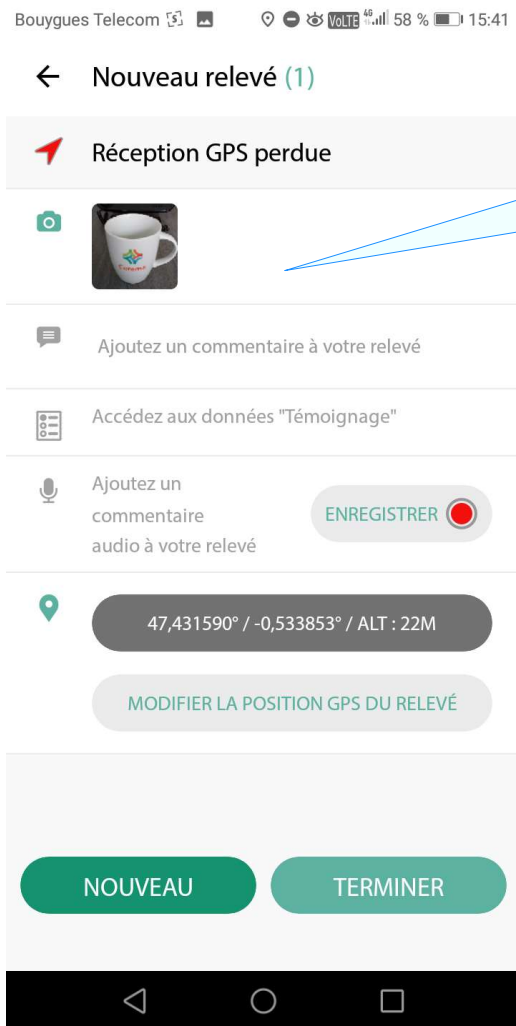 Bouygues Telecom 58 % 15:41
Nouveau relevé (1)
Réception GPS perdue
Ajoutez un commentaire à votre relevé
Accédez aux données "Témoignage"
Ajoutez un
commentaire
audio à votre relevé
ENREGISTRER
47,431590° / -0,533853° / ALT : 22M
MODIFIER LA POSITION GPS DU RELEVÉ
NOUVEAU
TERMINER